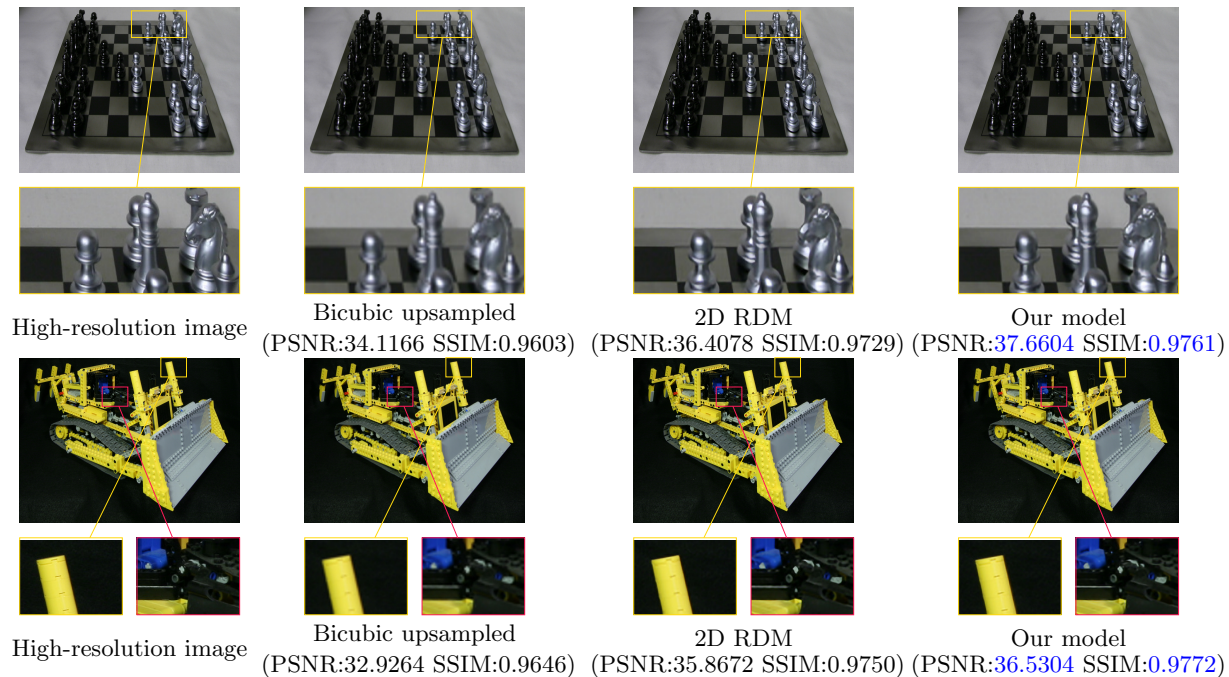 High-resolution image
Bicubic upsampled
(PSNR:34.1166 SSIM:0.9603)
2D RDM
(PSNR:36.4078 SSIM:0.9729)
Our model
(PSNR:37.6604 SSIM:0.9761)
High-resolution image
Bicubic upsampled
(PSNR:32.9264 SSIM:0.9646)
2D RDM
(PSNR:35.8672 SSIM:0.9750)
Our model
(PSNR:36.5304 SSIM:0.9772)